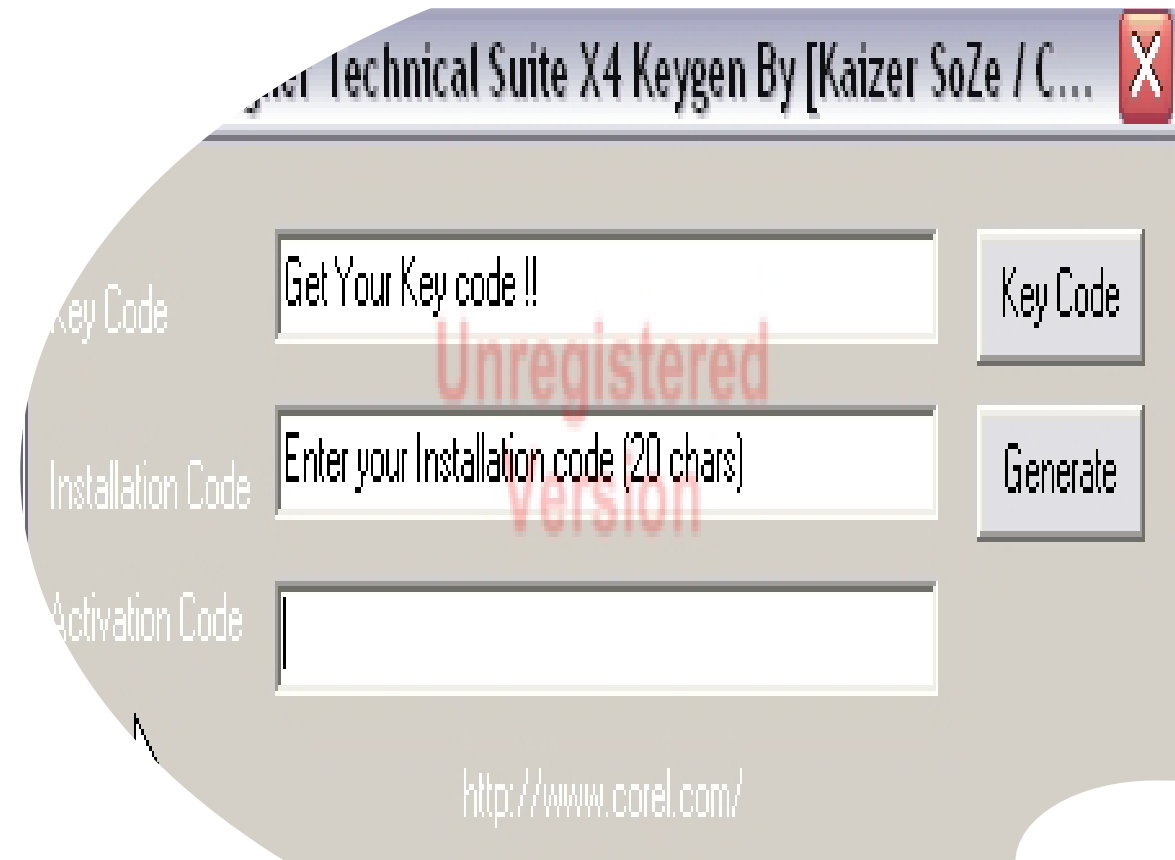 Technical Suite X4 Keygen By [Kaizer SoZe / C...
X
Get Your Key code !!
Key Code
Key Code
Unregistered
Enter your Installation code (20 chars)
Installation Code
Generate
Version
Activation Code
http://www.corel.com/